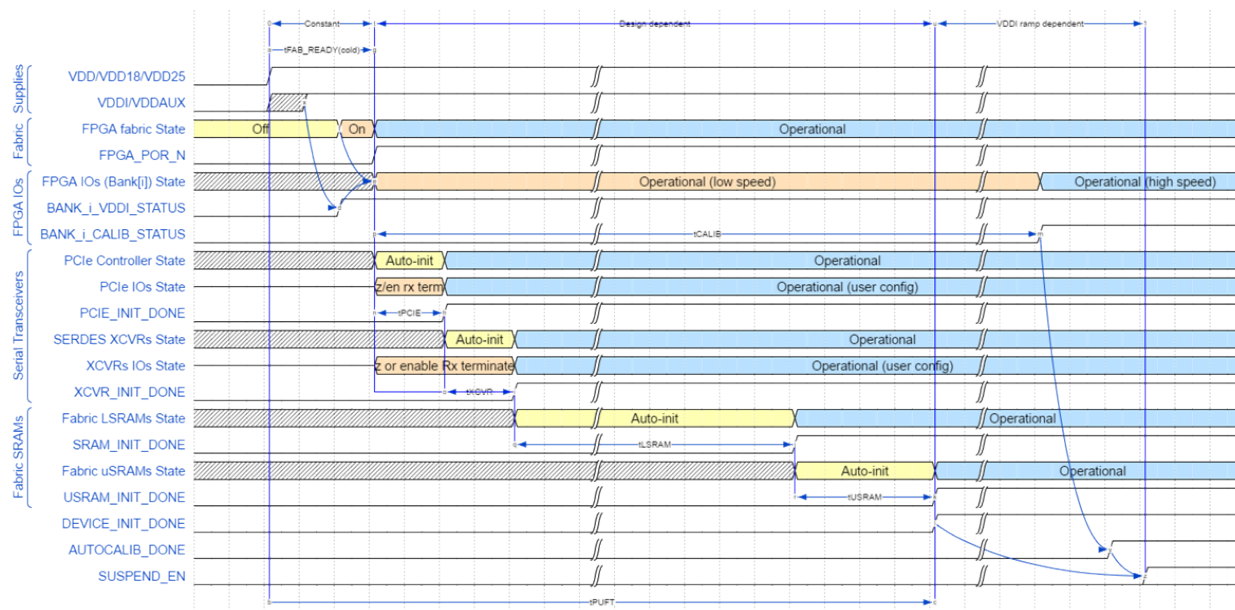 Constant
Design dependent
VDDI ramp dependent
tFAB_READY(cold)
Supplies
VDD/VDD18/VDD25
VDDI/VDDAUX
Fabric
FPGA fabric State
Off
On
Operational
FPGA_POR_N
FPGA IOs
FPGA IOs (Bank[i]) State
Operational (low speed)
Operational (high speed)
BANK_i_VDDI_STATUS
BANK_i_CALIB_STATUS
tCALIB
Serial Transceivers
PCIe Controller State
Auto-init
Operational
PCIe IOs State
z/en rx term
Operational (user config)
PCIE_INIT_DONE
tPCIE
SERDES XCVRs State
Auto-init
Operational
XCVRs IOs State
z or enable Rx terminate
Operational (user config)
XCVR_INIT_DONE
tXCVR
Fabric SRAMs
Fabric LSRAMs State
Auto-init
Operational
SRAM_INIT_DONE
tLSRAM
Fabric uSRAMs State
Auto-init
Operational
USRAM_INIT_DONE
tUSRAM
DEVICE_INIT_DONE
AUTOCALIB_DONE
SUSPEND_EN
tPUFT